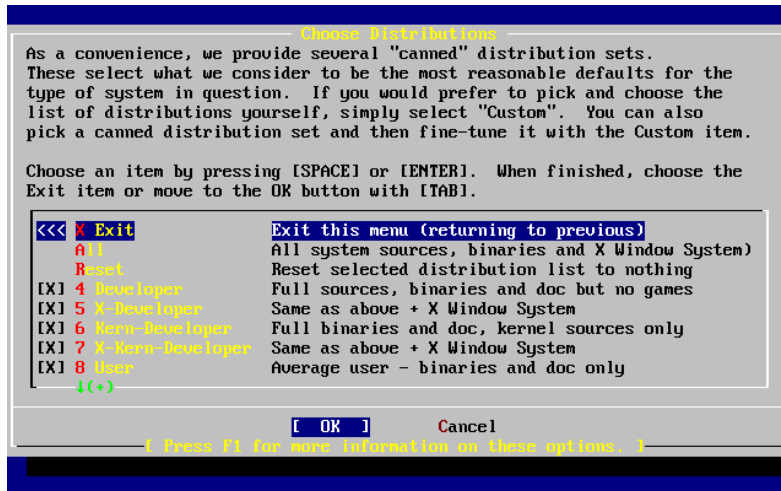 Choose Distributions
As a convenience, we provide several "canned" distribution sets.
These select what we consider to be the most reasonable defaults for the
type of system in question.  If you would prefer to pick and choose the
list of distributions yourself, simply select "Custom".  You can also
pick a canned distribution set and then fine-tune it with the Custom item.
Choose an item by pressing [SPACE] or [ENTER].  When finished, choose the
Exit item or move to the OK button with [TAB].
<<< X Exit Exit this menu (returning to previous)
All All system sources, binaries and X Window System)
Reset Reset selected distribution list to nothing
[X] 4 Developer Full sources, binaries and doc but no games
[X] 5 X-Developer Same as above + X Window System
[X] 6 Kern-Developer Full binaries and doc, kernel sources only
[X] 7 X-Kern-Developer Same as above + X Window System
[X] 8 User Average user - binaries and doc only
↓(+)
[ OK ] Cancel
[ Press F1 for more information on these options. ]